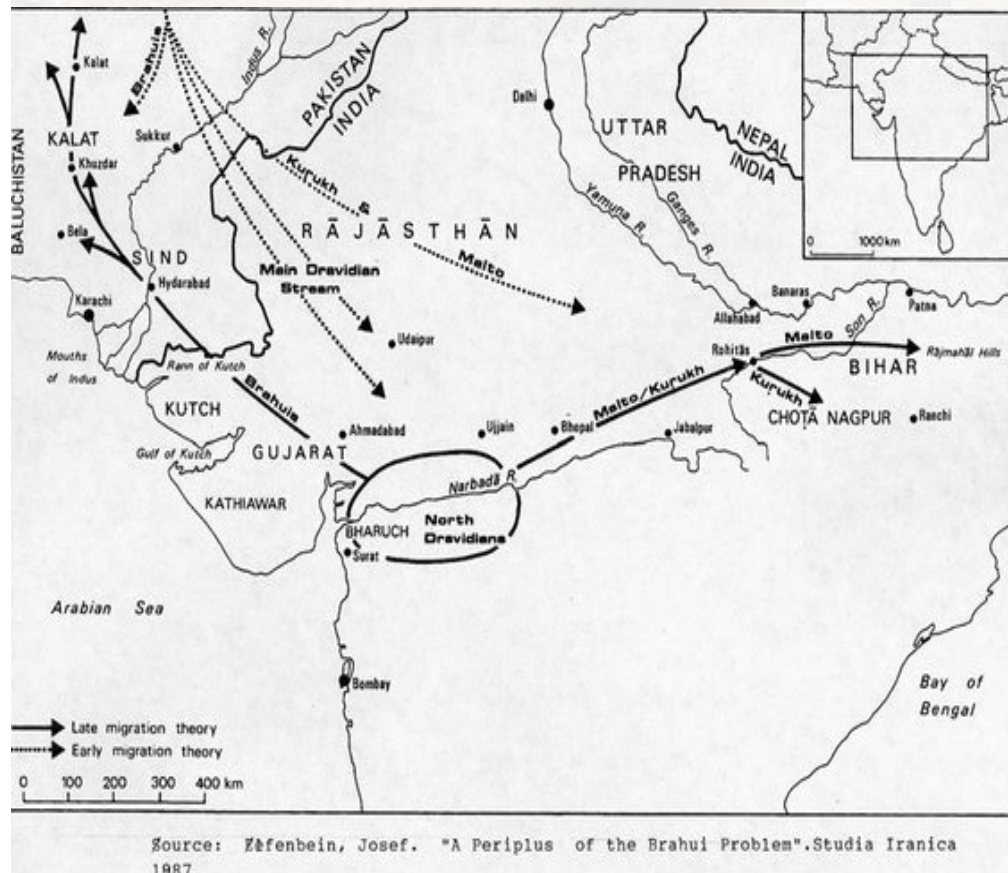 Kalat
Brahui
Indus R.
PAKISTAN
INDIA
Delhi
UTTAR
PRADESH
NEPAL
INDIA
0 1000km
BALUCHISTAN
KALAT
Sukkur
Khuzdar
Kurukh &
Malto
RĀJĀSTHĀN
Yamuna R.
Ganges R.
Bela
SIND
Hyderabad
Main Dravidian
Stream
Karachi
Udaipur
Allahabad
Banaras
Son R.
Patna
Mouths
of Indus
Rann of Kutch
Brahuis
Rohitās
Malto
Rājmahāl Hills
BIHAR
KUTCH
Malto/Kuṛukh
Kuṛukh
CHOTĀ NAGPUR
Ranchi
Ahmadabad
Ujjain
Bhopal
Jabalpur
Gulf of Kutch
GUJARAT
KATHIAWAR
Narbadā R.
BHARUCH
North
Dravidians
Surat
Arabian Sea
Bombay
Bay of
Bengal
Late migration theory
Early migration theory
0 100 200 300 400 km
Source: Elfenbein, Josef. "A Periplus of the Brahui Problem".Studia Iranica
1987